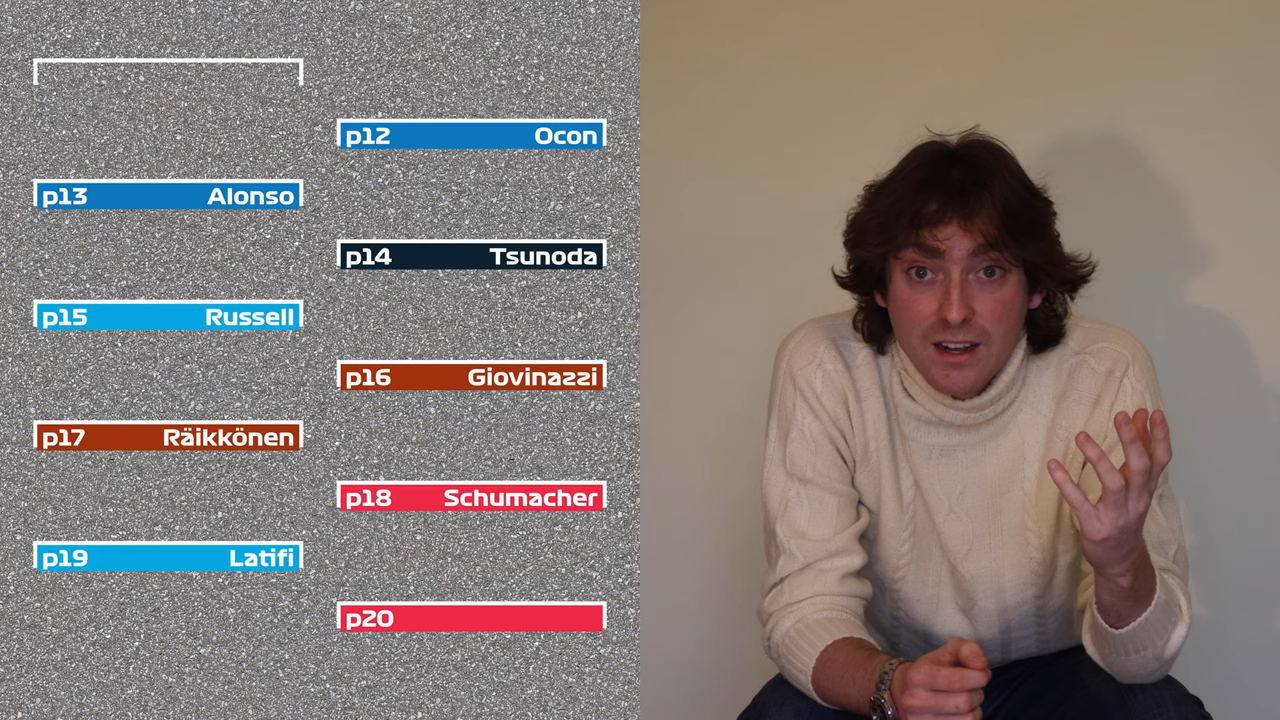 p12 Ocon
p13 Alonso
p14 Tsunoda
p15 Russell
p16 Giovinazzi
p17 Räikkönen
p18 Schumacher
p19 Latifi
p20